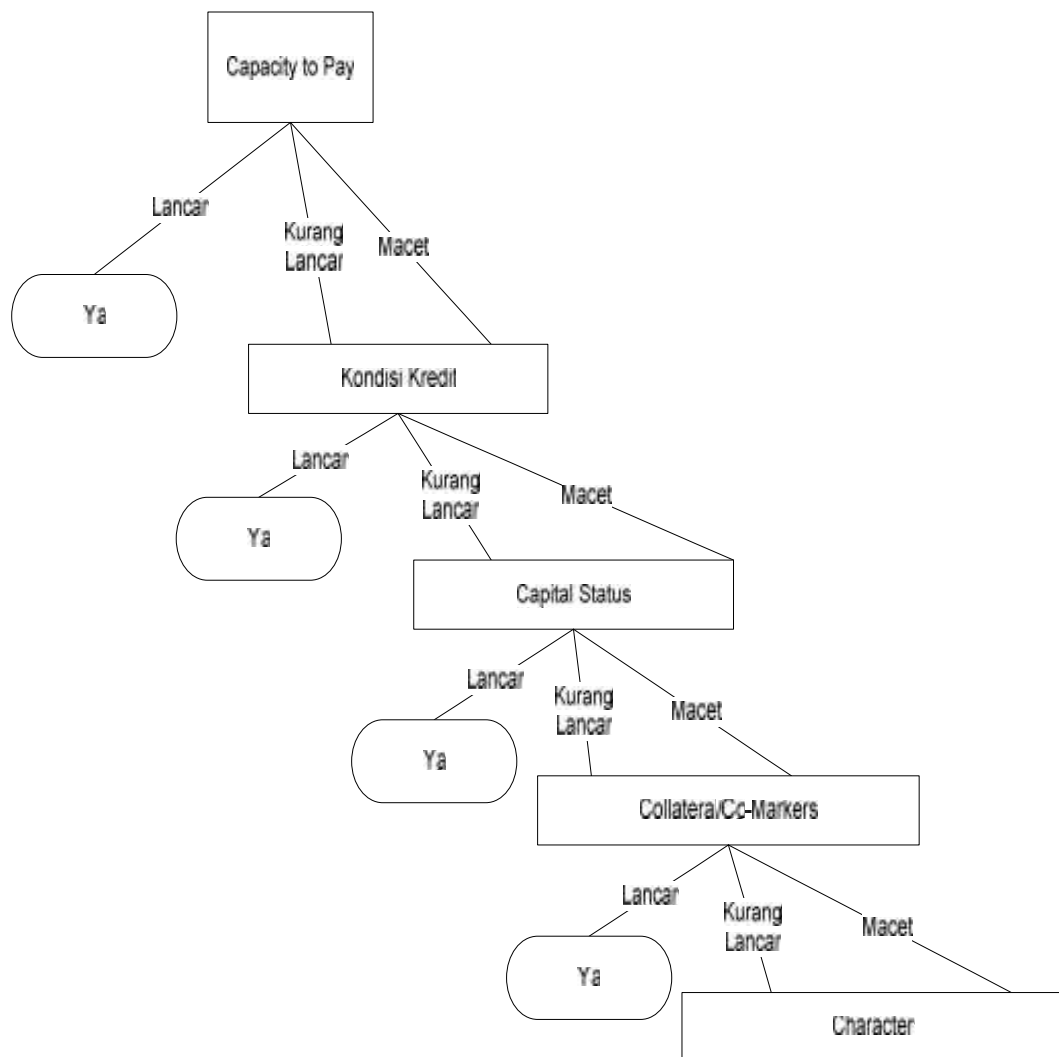 Capacity to Pay
Lancar
Kurang
Lancar
Macet
Ya
Kondisi Kredit
Lancar
Kurang
Lancar
Macet
Ya
Capital Status
Lancar
Kurang
Lancar
Macet
Ya
Collateral/Co-Markers
Lancar
Kurang
Lancar
Macet
Ya
Character